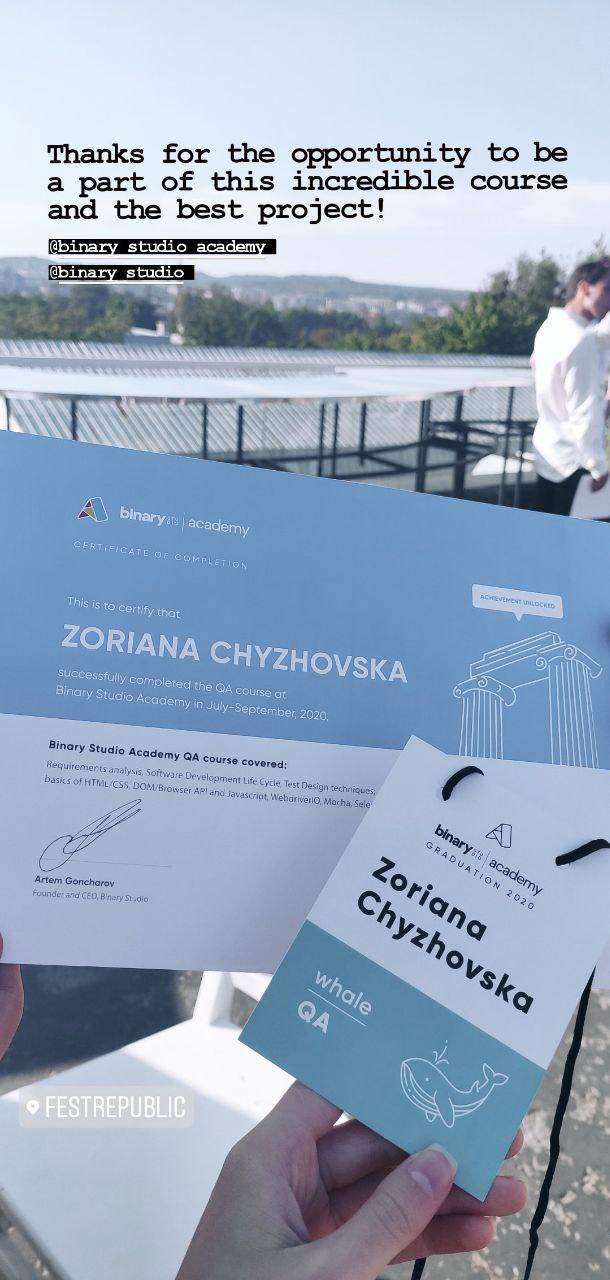 Thanks for the opportunity to be
a part of this incredible course
and the best project!
@binary studio academy
@binary studio
binary studio | academy
CERTIFICATE OF COMPLETION
ACHIEVEMENT UNLOCKED
This is to certify that
ZORIANA CHYZHOVSKA
successfully completed the QA course at
Binary Studio Academy in July–September, 2020.
Binary Studio Academy QA course covered:
Requirements analysis, Software Development Life Cycle, Test Design techniques,
basics of HTML/CSS, DOM/Browser API and Javascript, WebdriverIO, Mocha,
Artem Goncharov
Founder and CEO, Binary Studio
binary studio | academy
GRADUATION 2020
Zoriana
Chyzhovska
whale
QA
FESTREPUBLIC